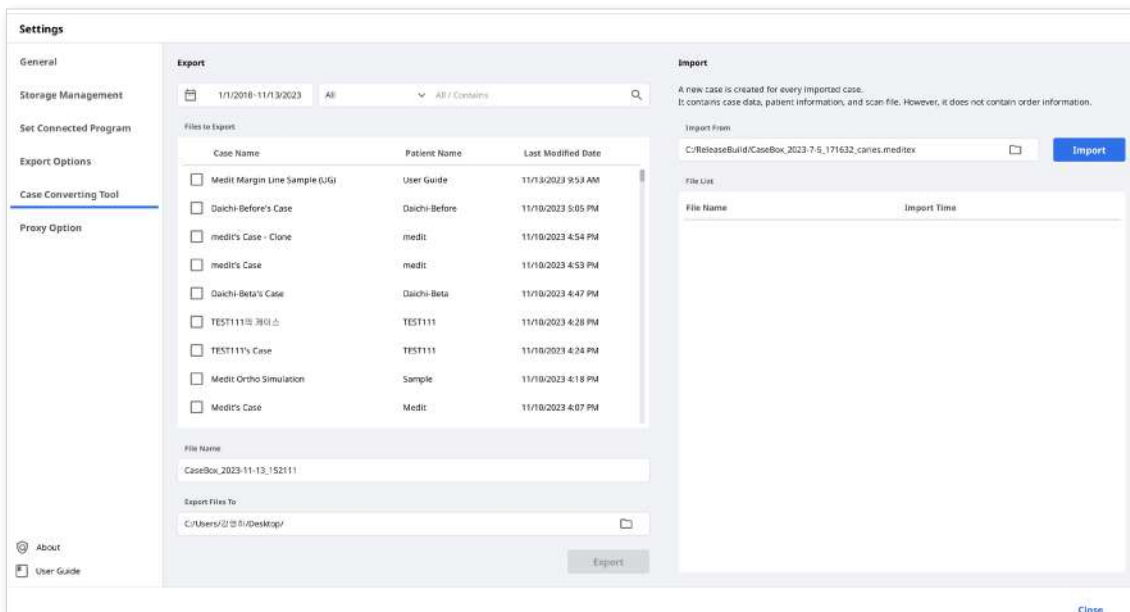 Settings
General
Storage Management
Set Connected Program
Export Options
Case Converting Tool
Proxy Option
About
User Guide
Export
1/1/2018-11/13/2023 All All / Contains
Files to Export
Case Name Patient Name Last Modified Date
Medit Margin Line Sample (UG) User Guide 11/13/2023 9:53 AM
Daichi-Before's Case Daichi-Before 11/10/2023 5:05 PM
medit's Case - Clone medit 11/10/2023 4:54 PM
medit's Case medit 11/10/2023 4:53 PM
Daichi-Beta's Case Daichi-Beta 11/10/2023 4:47 PM
TEST111의 케이스 TEST111 11/10/2023 4:28 PM
TEST111's Case TEST111 11/10/2023 4:24 PM
Medit Ortho Simulation Sample 11/10/2023 4:18 PM
Medit's Case Medit 11/10/2023 4:07 PM
File Name
CaseBox_2023-11-13_152111
Export Files To
C:/Users/강명히/Desktop/
Export
Import
A new case is created for every imported case.
It contains case data, patient information, and scan file. However, it does not contain order information.
Import From
C:/ReleaseBuild/CaseBox_2023-7-5_171632_caries.meditex Import
File List
File Name Import Time
Close